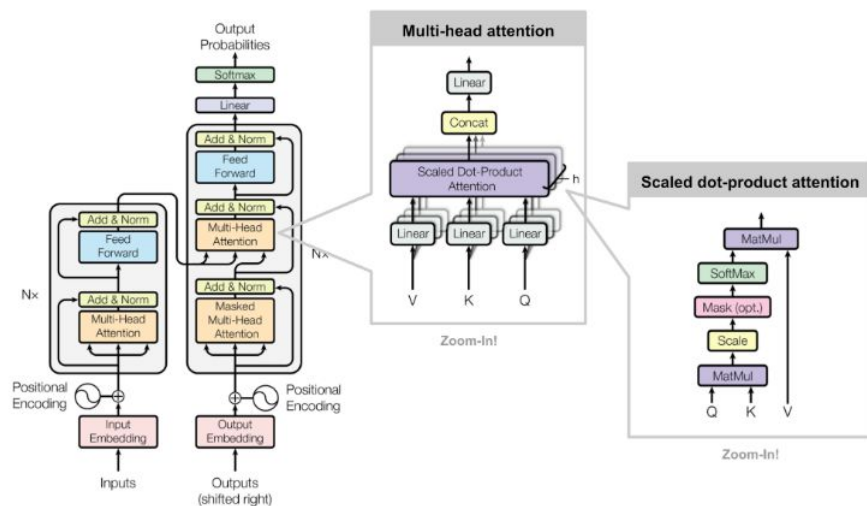 Output
Probabilities
Softmax
Linear
Add & Norm
Feed
Forward
Add & Norm
Multi-Head
Attention
Add & Norm
Masked
Multi-Head
Attention
Nx
Add & Norm
Feed
Forward
Nx
Add & Norm
Multi-Head
Attention
Positional
Encoding
Positional
Encoding
Input
Embedding
Output
Embedding
Inputs
Outputs
(shifted right)
Multi-head attention
Linear
Concat
Scaled Dot-Product
Attention
h
Linear
Linear
Linear
V
K
Q
Zoom-In!
Scaled dot-product attention
MatMul
SoftMax
Mask (opt.)
Scale
MatMul
Q
K
V
Zoom-In!